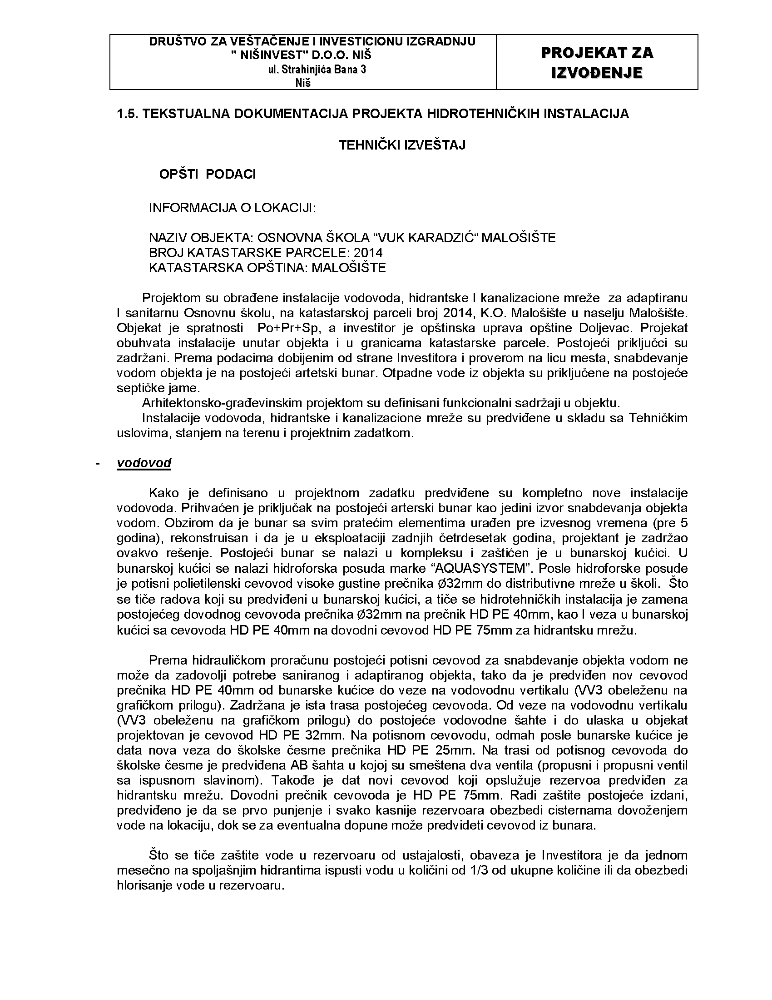 DRUŠTVO ZA VEŠTAČENJE I INVESTICIONU IZGRADNJU
" NIŠINVEST" D.O.O. NIŠ
ul. Strahinjića Bana 3
Niš
PROJEKAT ZA
IZVOĐENJE
1.5. TEKSTUALNA DOKUMENTACIJA PROJEKTA HIDROTEHNIČKIH INSTALACIJA
TEHNIČKI IZVEŠTAJ
OPŠTI PODACI
INFORMACIJA O LOKACIJI:
NAZIV OBJEKTA: OSNOVNA ŠKOLA “VUK KARADZIĆ“ MALOŠIŠTE
BROJ KATASTARSKE PARCELE: 2014
KATASTARSKA OPŠTINA: MALOŠIŠTE
Projektom su obrađene instalacije vodovoda, hidrantske I kanalizacione mreže za adaptiranu
I sanitarnu Osnovnu školu, na katastarskoj parceli broj 2014, K.O. Malošište u naselju Malošište.
Objekat je spratnosti Po+Pr+Sp, a investitor je opštinska uprava opštine Doljevac. Projekat
obuhvata instalacije unutar objekta i u granicama katastarske parcele. Postojeći priključci su
zadržani. Prema podacima dobijenim od strane Investitora i proverom na licu mesta, snabdevanje
vodom objekta je na postojeći artetski bunar. Otpadne vode iz objekta su priključene na postojeće
septičke jame.
Arhitektonsko-građevinskim projektom su definisani funkcionalni sadržaji u objektu.
Instalacije vodovoda, hidrantske i kanalizacione mreže su predviđene u skladu sa Tehničkim
uslovima, stanjem na terenu i projektnim zadatkom.
- vodovod
Kako je definisano u projektnom zadatku predviđene su kompletno nove instalacije
vodovoda. Prihvaćen je priključak na postojeći arterski bunar kao jedini izvor snabdevanja objekta
vodom. Obzirom da je bunar sa svim pratećim elementima urađen pre izvesnog vremena (pre 5
godina), rekonstruisan i da je u eksploataciji zadnjih četrdesetak godina, projektant je zadržao
ovakvo rešenje. Postojeći bunar se nalazi u kompleksu i zaštićen je u bunarskoj kućici. U
bunarskoj kućici se nalazi hidroforska posuda marke “AQUASYSTEM”. Posle hidroforske posude
je potisni polietilenski cevovod visoke gustine prečnika Ø32mm do distributivne mreže u školi. Što
se tiče radova koji su predviđeni u bunarskoj kućici, a tiče se hidrotehničkih instalacija je zamena
postojećeg dovodnog cevovoda prečnika Ø32mm na prečnik HD PE 40mm, kao I veza u bunarskoj
kućici sa cevovoda HD PE 40mm na dovodni cevovod HD PE 75mm za hidrantsku mrežu.
Prema hidrauličkom proračunu postojeći potisni cevovod za snabdevanje objekta vodom ne
može da zadovolji potrebe saniranog i adaptiranog objekta, tako da je predviđen nov cevovod
prečnika HD PE 40mm od bunarske kućice do veze na vodovodnu vertikalu (VV3 obeleženu na
grafičkom prilogu). Zadržana je ista trasa postojećeg cevovoda. Od veze na vodovodnu vertikalu
(VV3 obeleženu na grafičkom prilogu) do postojeće vodovodne šahte i do ulaska u objekat
projektovan je cevovod HD PE 32mm. Na potisnom cevovodu, odmah posle bunarske kućice je
data nova veza do školske česme prečnika HD PE 25mm. Na trasi od potisnog cevovoda do
školske česme je predviđena AB šahta u kojoj su smeštena dva ventila (propusni i propusni ventil
sa ispusnom slavinom). Takođe je dat novi cevovod koji opslužuje rezervoa predviđen za
hidrantsku mrežu. Dovodni prečnik cevovoda je HD PE 75mm. Radi zaštite postojeće izdani,
predviđeno je da se prvo punjenje i svako kasnije rezervoara obezbedi cisternama dovoženjem
vode na lokaciju, dok se za eventualna dopune može predvideti cevovod iz bunara.
Što se tiče zaštite vode u rezervoaru od ustajalosti, obaveza je Investitora je da jednom
mesečno na spoljašnjim hidrantima ispusti vodu u količini od 1/3 od ukupne količine ili da obezbedi
hlorisanje vode u rezervoaru.